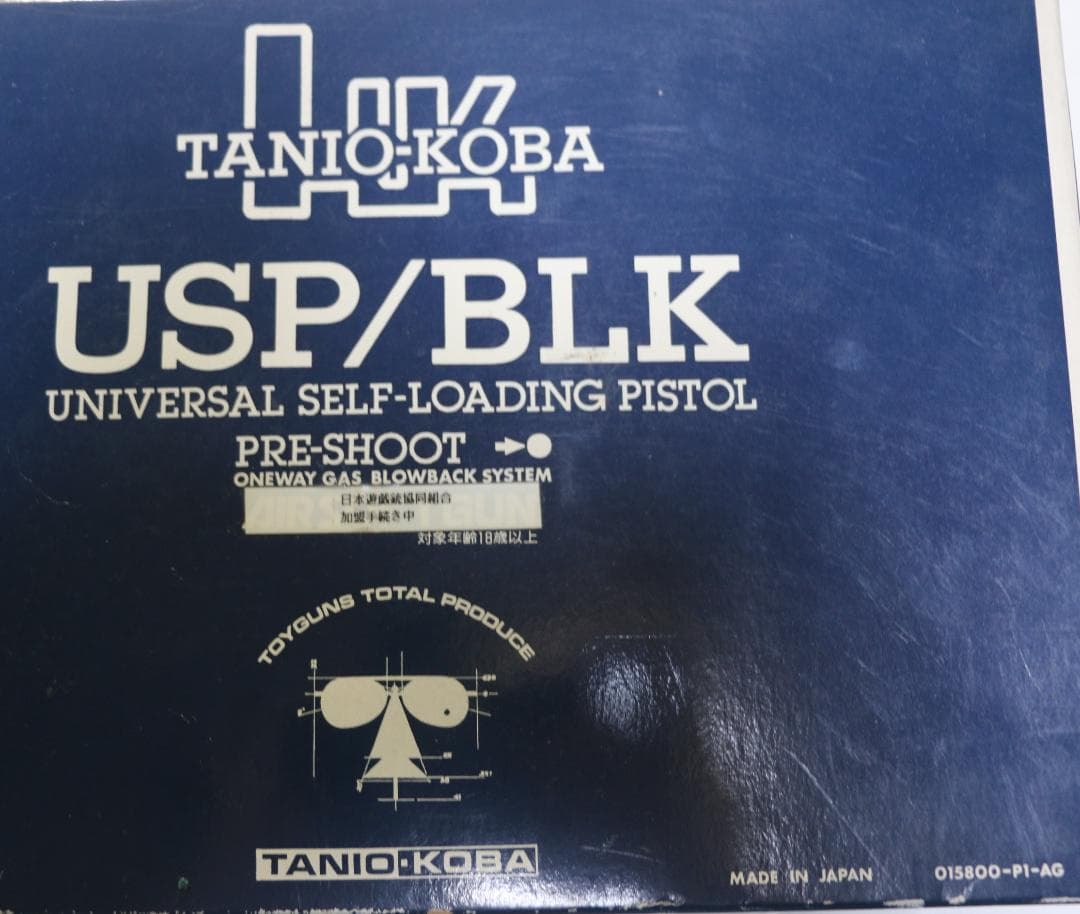 TANIO-KOBA
USP/BLK
UNIVERSAL SELF-LOADING PISTOL
PRE-SHOOT
ONEWAY GAS BLOWBACK SYSTEM
日本遊戯銃協同組合
加盟手続き中
対象年齢18歳以上
TOYGUNS TOTAL PRODUCE
TANIO·KOBA
MADE IN JAPAN 015800-P1-AG